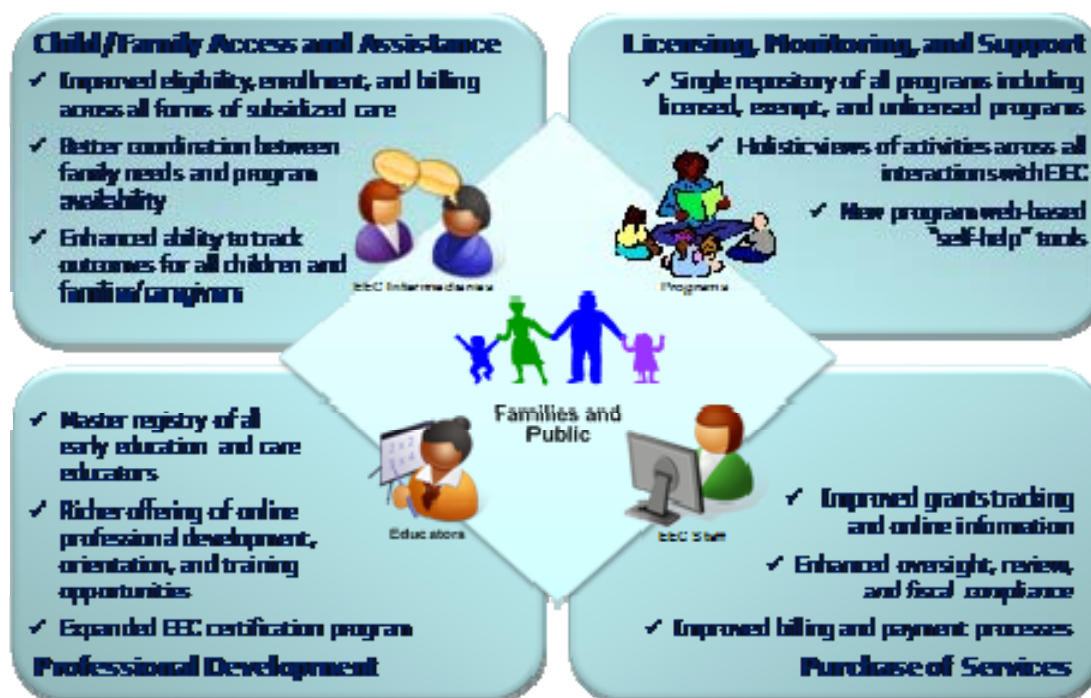 Child/Family Access and Assistance
✓ Improved eligibility, enrollment, and billing
across all forms of subsidized care
✓ Better coordination between
family needs and program
availability
✓ Enhanced ability to track
outcomes for all children and
families/caregivers
EEC Intermediaries
Licensing, Monitoring, and Support
✓ Single repository of all programs including
licensed, exempt, and unlicensed programs
✓ Holistic views of activities across all
interactions with EEC
✓ New program web-based
"self-help" tools
Programs
Families and
Public
✓ Master registry of all
early education and care
educators
✓ Richer offering of online
professional development,
orientation, and training
opportunities
✓ Expanded EEC certification program
Professional Development
2 x 2
2 x 4
Educators
EEC Staff
✓ Improved grants tracking
and online information
✓ Enhanced oversight, review,
and fiscal compliance
✓ Improved billing and payment processes
Purchase of Services